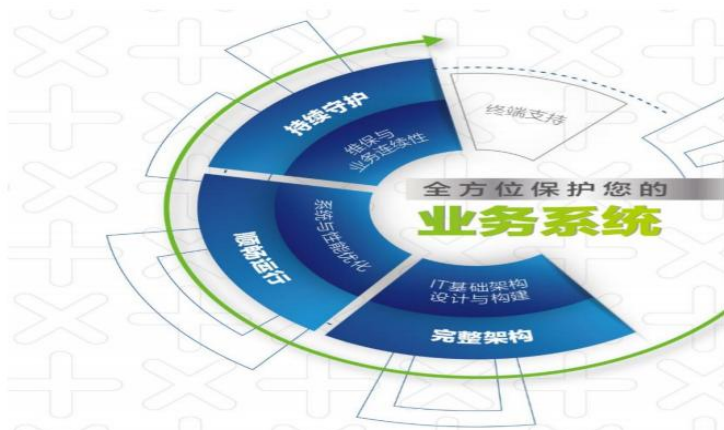 持续守护
维保与
业务连续性
终端支持
全方位保护您的
业务系统
系统与性能优化
顺畅运行
IT基础架构
设计与构建
完整架构